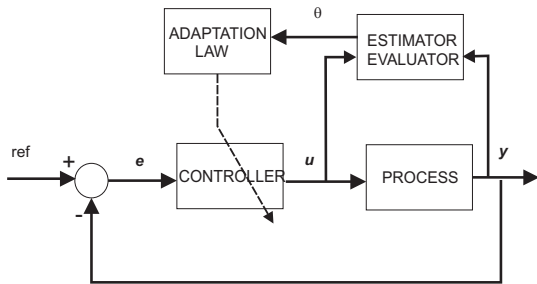 θ
ADAPTATION
LAW
ESTIMATOR
EVALUATOR
ref
+
e
CONTROLLER
u
PROCESS
y
-